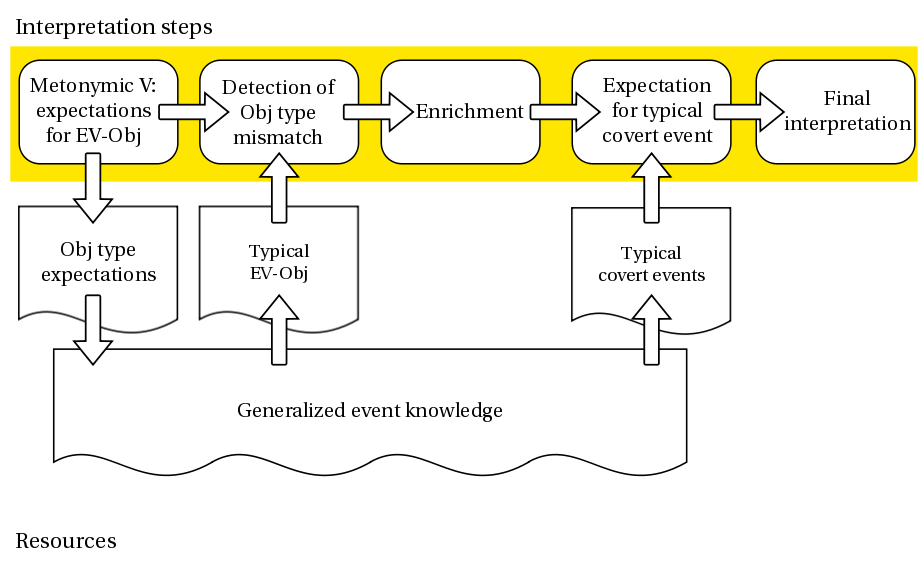 Interpretation steps
Metonymic V:
expectations
for EV-Obj
Detection of
Obj type
mismatch
Enrichment
Expectation
for typical
covert event
Final
interpretation
Obj type
expectations
Typical
EV-Obj
Typical
covert events
Generalized event knowledge
Resources